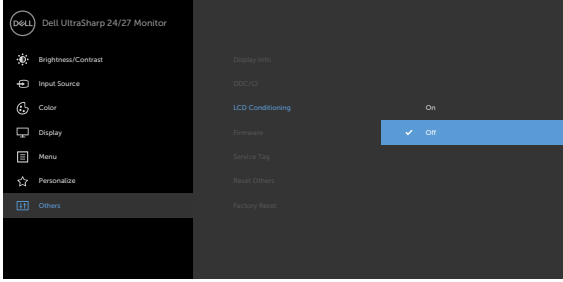 DELL Dell UltraSharp 24/27 Monitor
Brightness/Contrast Display Info
Input Source DDC/CI
Color LCD Conditioning On
Display Firmware ✓ Off
Menu Service Tag
Personalize Reset Others
Others Factory Reset